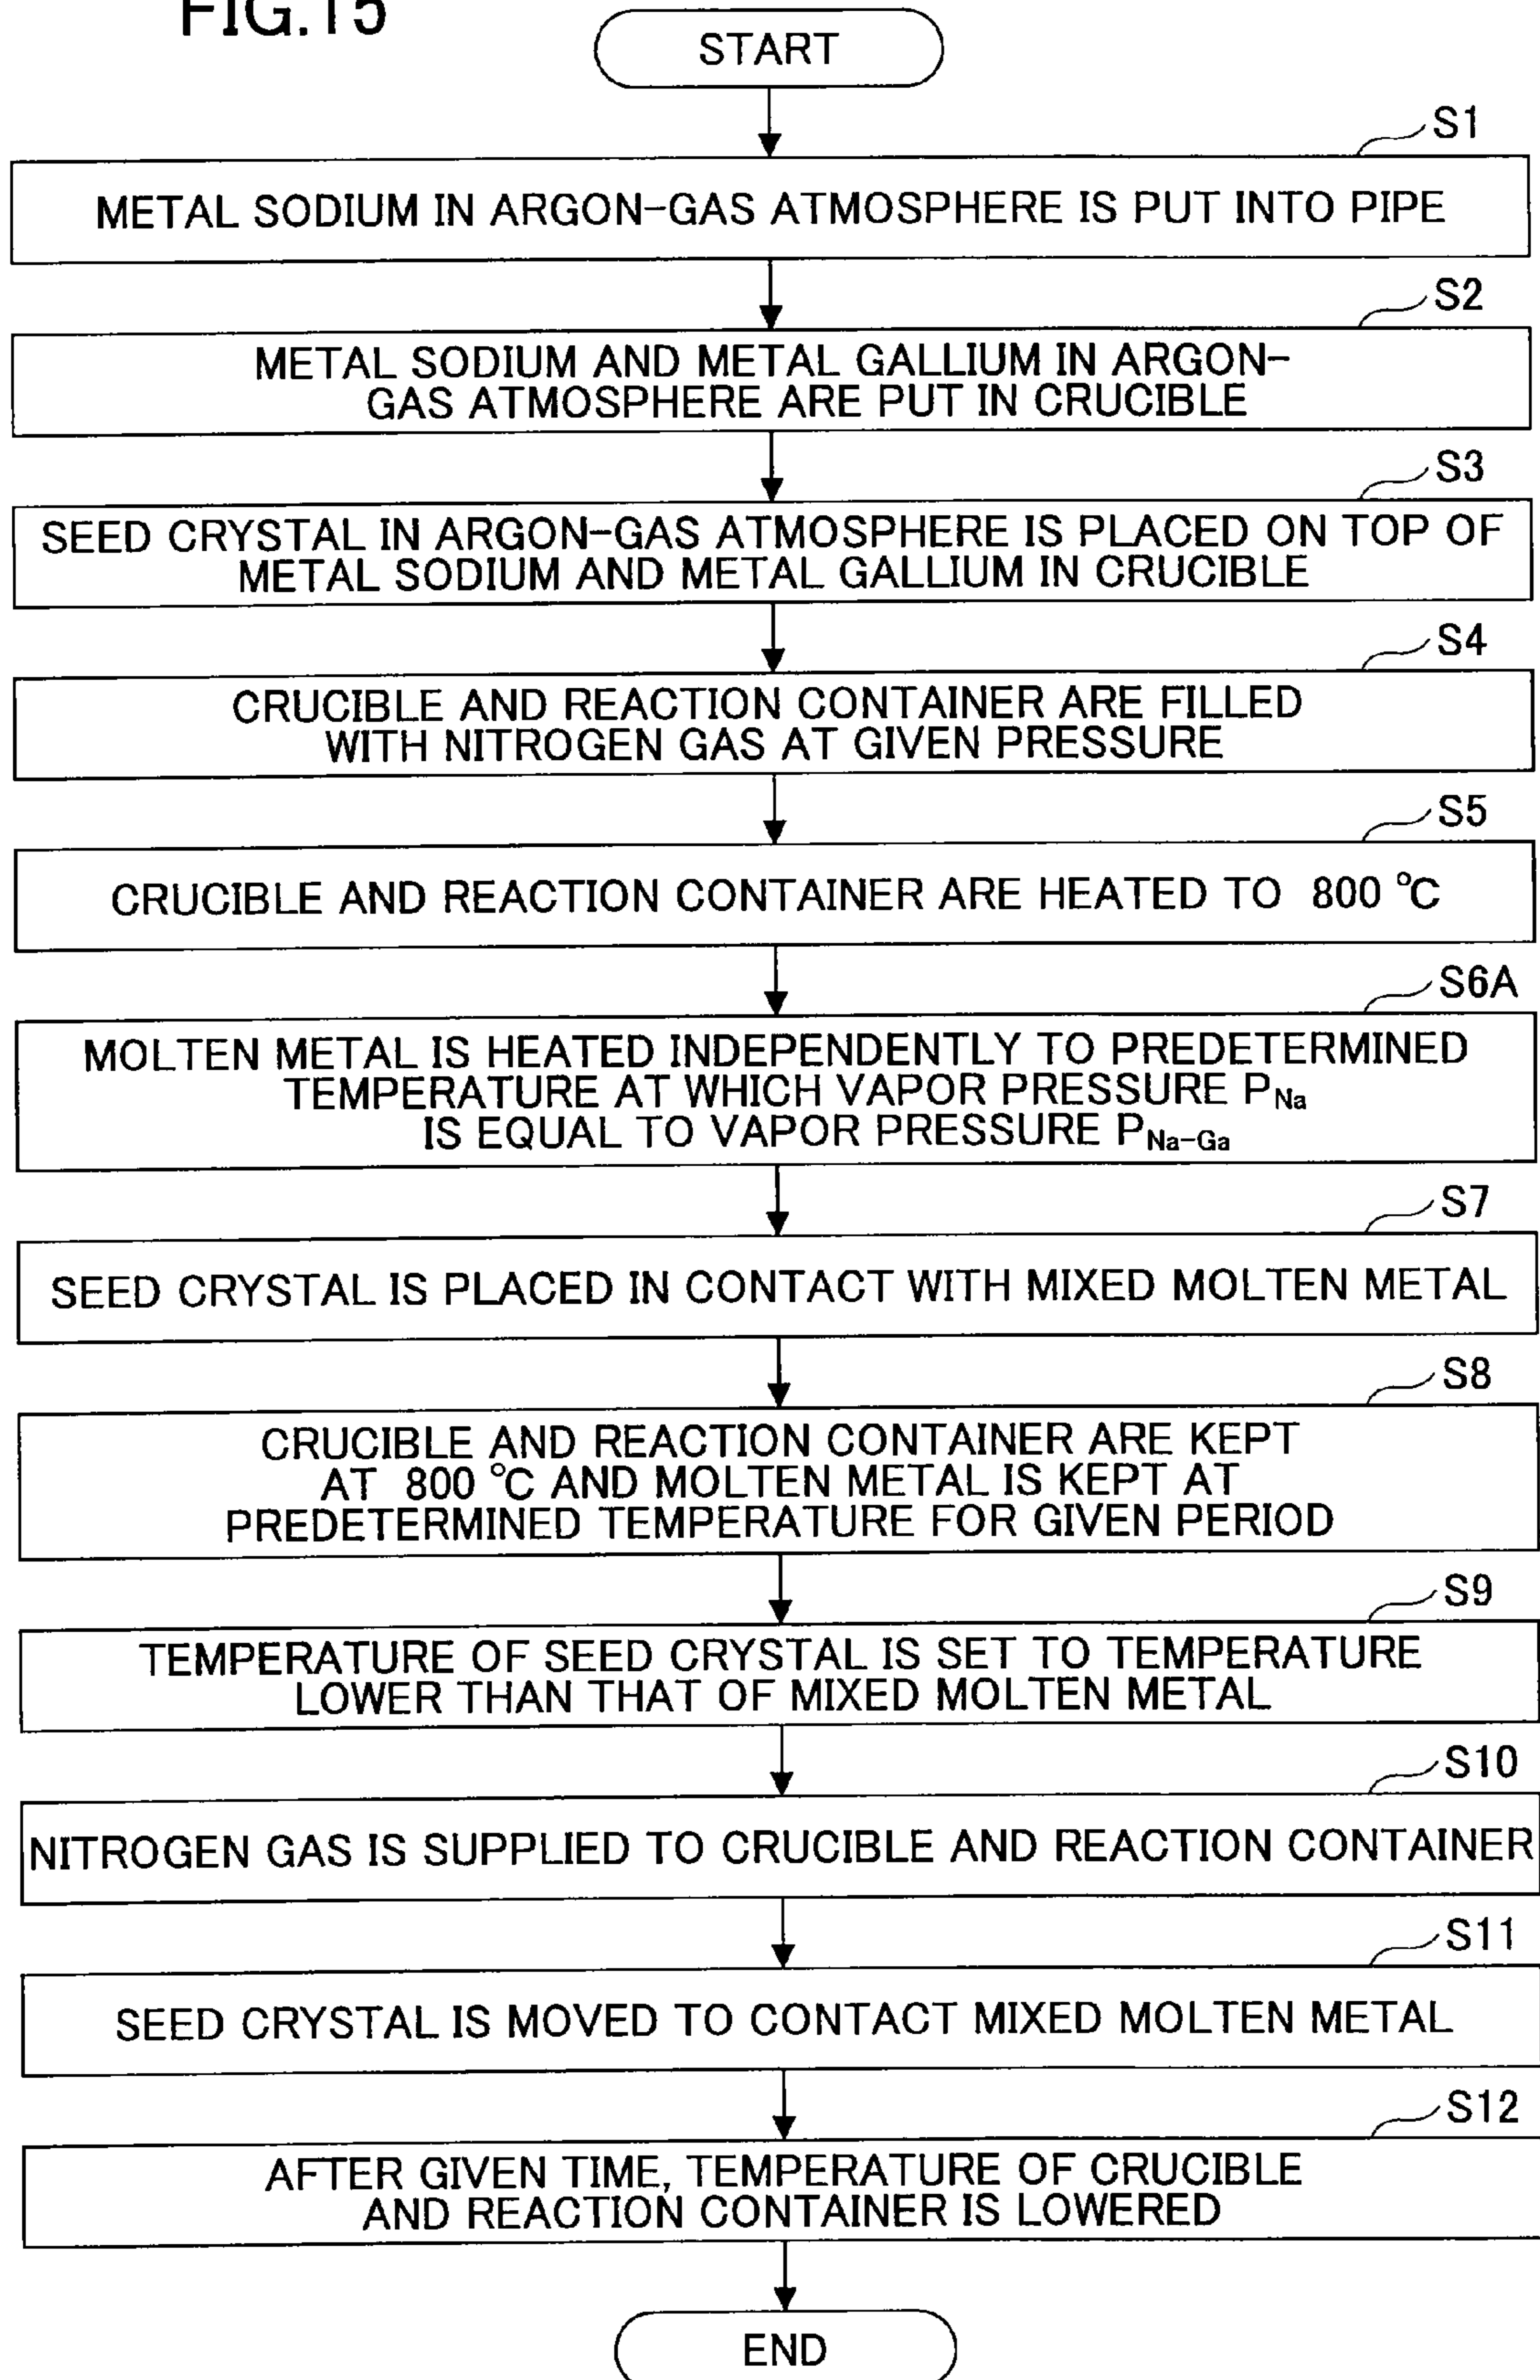 FIG.15
START
S1
METAL SODIUM IN ARGON-GAS ATMOSPHERE IS PUT INTO PIPE
S2
METAL SODIUM AND METAL GALLIUM IN ARGON-
GAS ATMOSPHERE ARE PUT IN CRUCIBLE
S3
SEED CRYSTAL IN ARGON-GAS ATMOSPHERE IS PLACED ON TOP OF
METAL SODIUM AND METAL GALLIUM IN CRUCIBLE
S4
CRUCIBLE AND REACTION CONTAINER ARE FILLED
WITH NITROGEN GAS AT GIVEN PRESSURE
S5
CRUCIBLE AND REACTION CONTAINER ARE HEATED TO 800 °C
S6A
MOLTEN METAL IS HEATED INDEPENDENTLY TO PREDETERMINED
TEMPERATURE AT WHICH VAPOR PRESSURE PNa
IS EQUAL TO VAPOR PRESSURE PNa-Ga
S7
SEED CRYSTAL IS PLACED IN CONTACT WITH MIXED MOLTEN METAL
S8
CRUCIBLE AND REACTION CONTAINER ARE KEPT
AT 800 °C AND MOLTEN METAL IS KEPT AT
PREDETERMINED TEMPERATURE FOR GIVEN PERIOD
S9
TEMPERATURE OF SEED CRYSTAL IS SET TO TEMPERATURE
LOWER THAN THAT OF MIXED MOLTEN METAL
S10
NITROGEN GAS IS SUPPLIED TO CRUCIBLE AND REACTION CONTAINER
S11
SEED CRYSTAL IS MOVED TO CONTACT MIXED MOLTEN METAL
S12
AFTER GIVEN TIME, TEMPERATURE OF CRUCIBLE
AND REACTION CONTAINER IS LOWERED
END